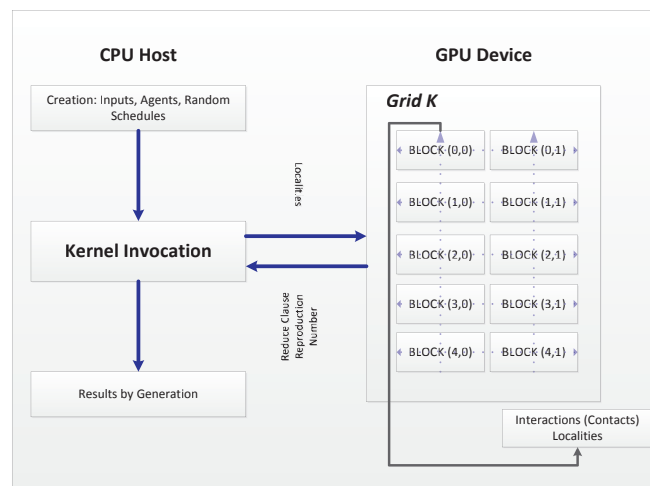 CPU Host
GPU Device
Creation: Inputs, Agents, Random
Schedules
Grid K
BLOCK (0,0)
BLOCK (0,1)
BLOCK (1,0)
BLOCK (1,1)
BLOCK (2,0)
BLOCK (2,1)
BLOCK (3,0)
BLOCK (3,1)
BLOCK (4,0)
BLOCK (4,1)
Localit.es
Kernel Invocation
Reduce Clause
Reproduction
Number
Results by Generation
Interactions (Contacts)
Localities